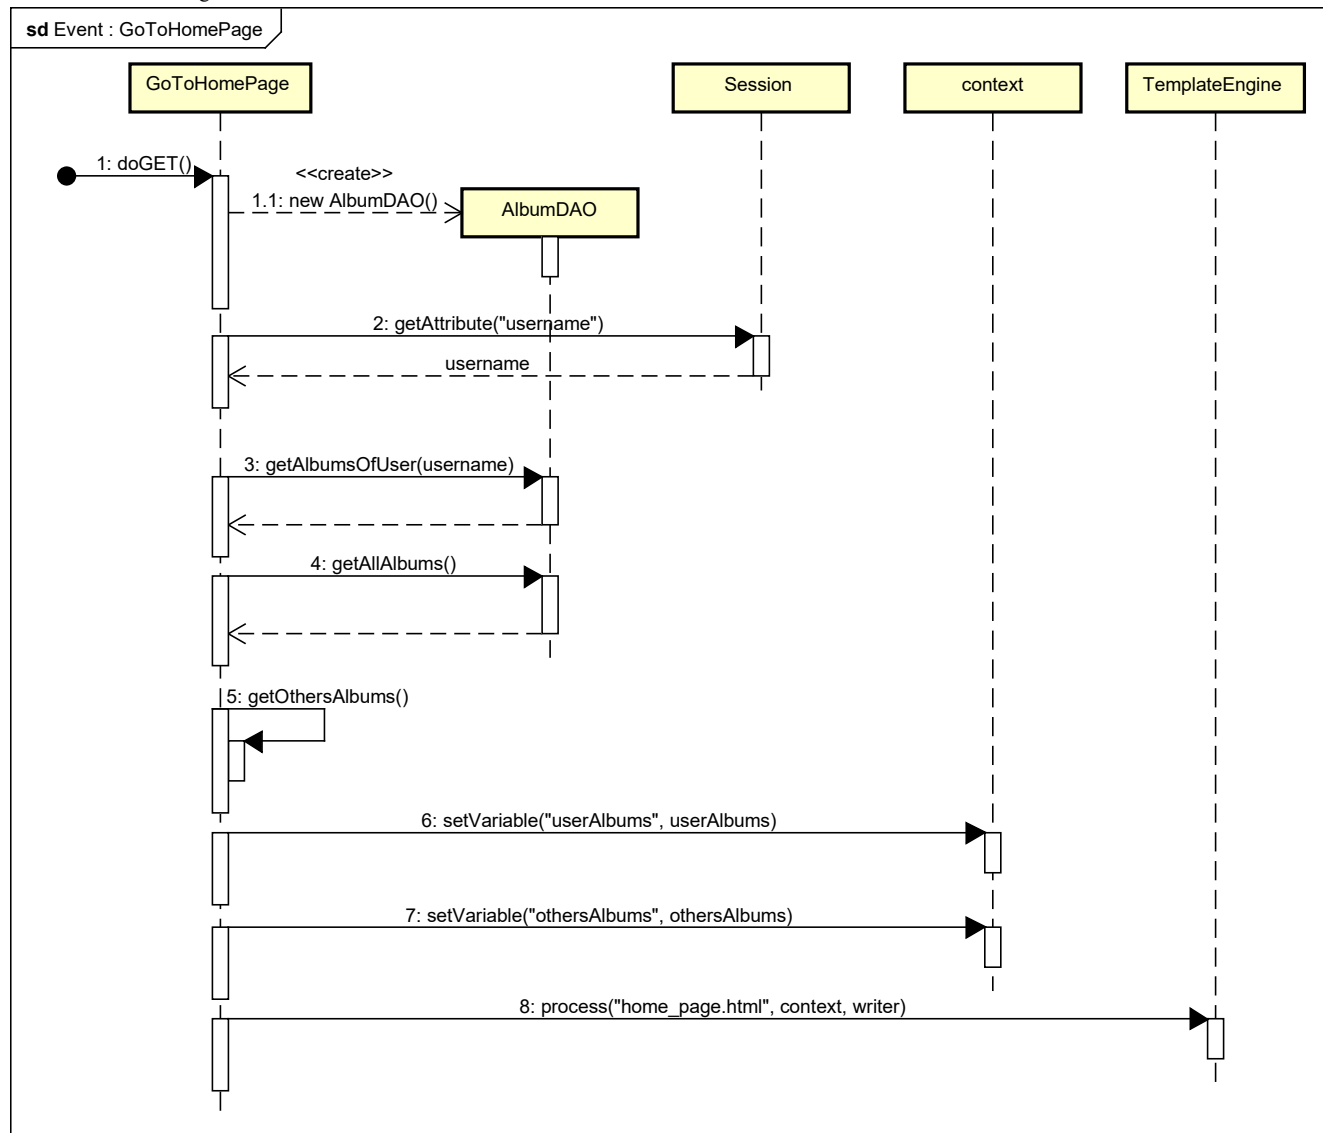 sd Event : GoToHomePage
GoToHomePage
Session
context
TemplateEngine
1: doGET()
<<create>>
1.1: new AlbumDAO()
AlbumDAO
2: getAttribute("username")
username
3: getAlbumsOfUser(username)
4: getAllAlbums()
5: getOthersAlbums()
6: setVariable("userAlbums", userAlbums)
7: setVariable("othersAlbums", othersAlbums)
8: process("home_page.html", context, writer)